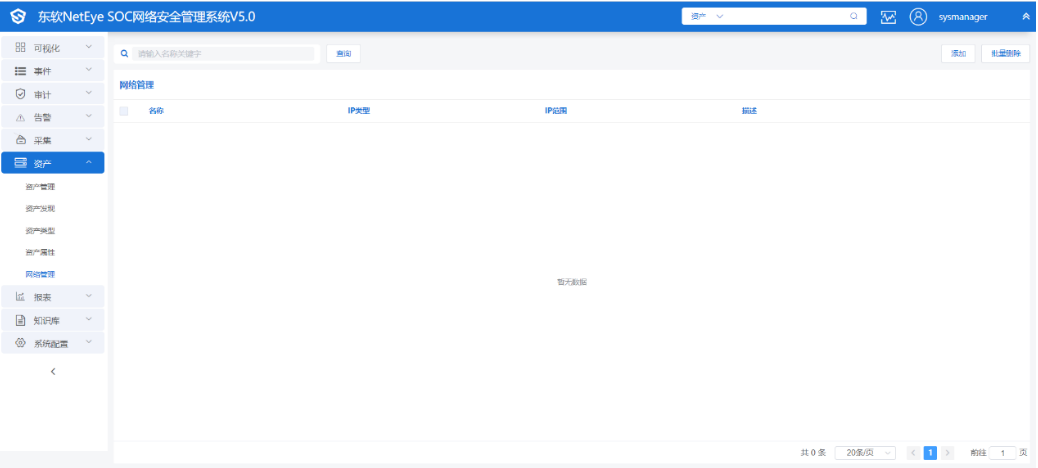 东软NetEye SOC网络安全管理系统V5.0
资产
sysmanager
可视化
事件
审计
告警
采集
资产
资产管理
资产发现
资产类型
资产属性
网络管理
报表
知识库
系统配置
请输入名称关键字
查询
添加
批量删除
网络管理
名称 IP类型 IP范围 描述
暂无数据
共 0 条 20条/页 < 1 > 前往 1 页